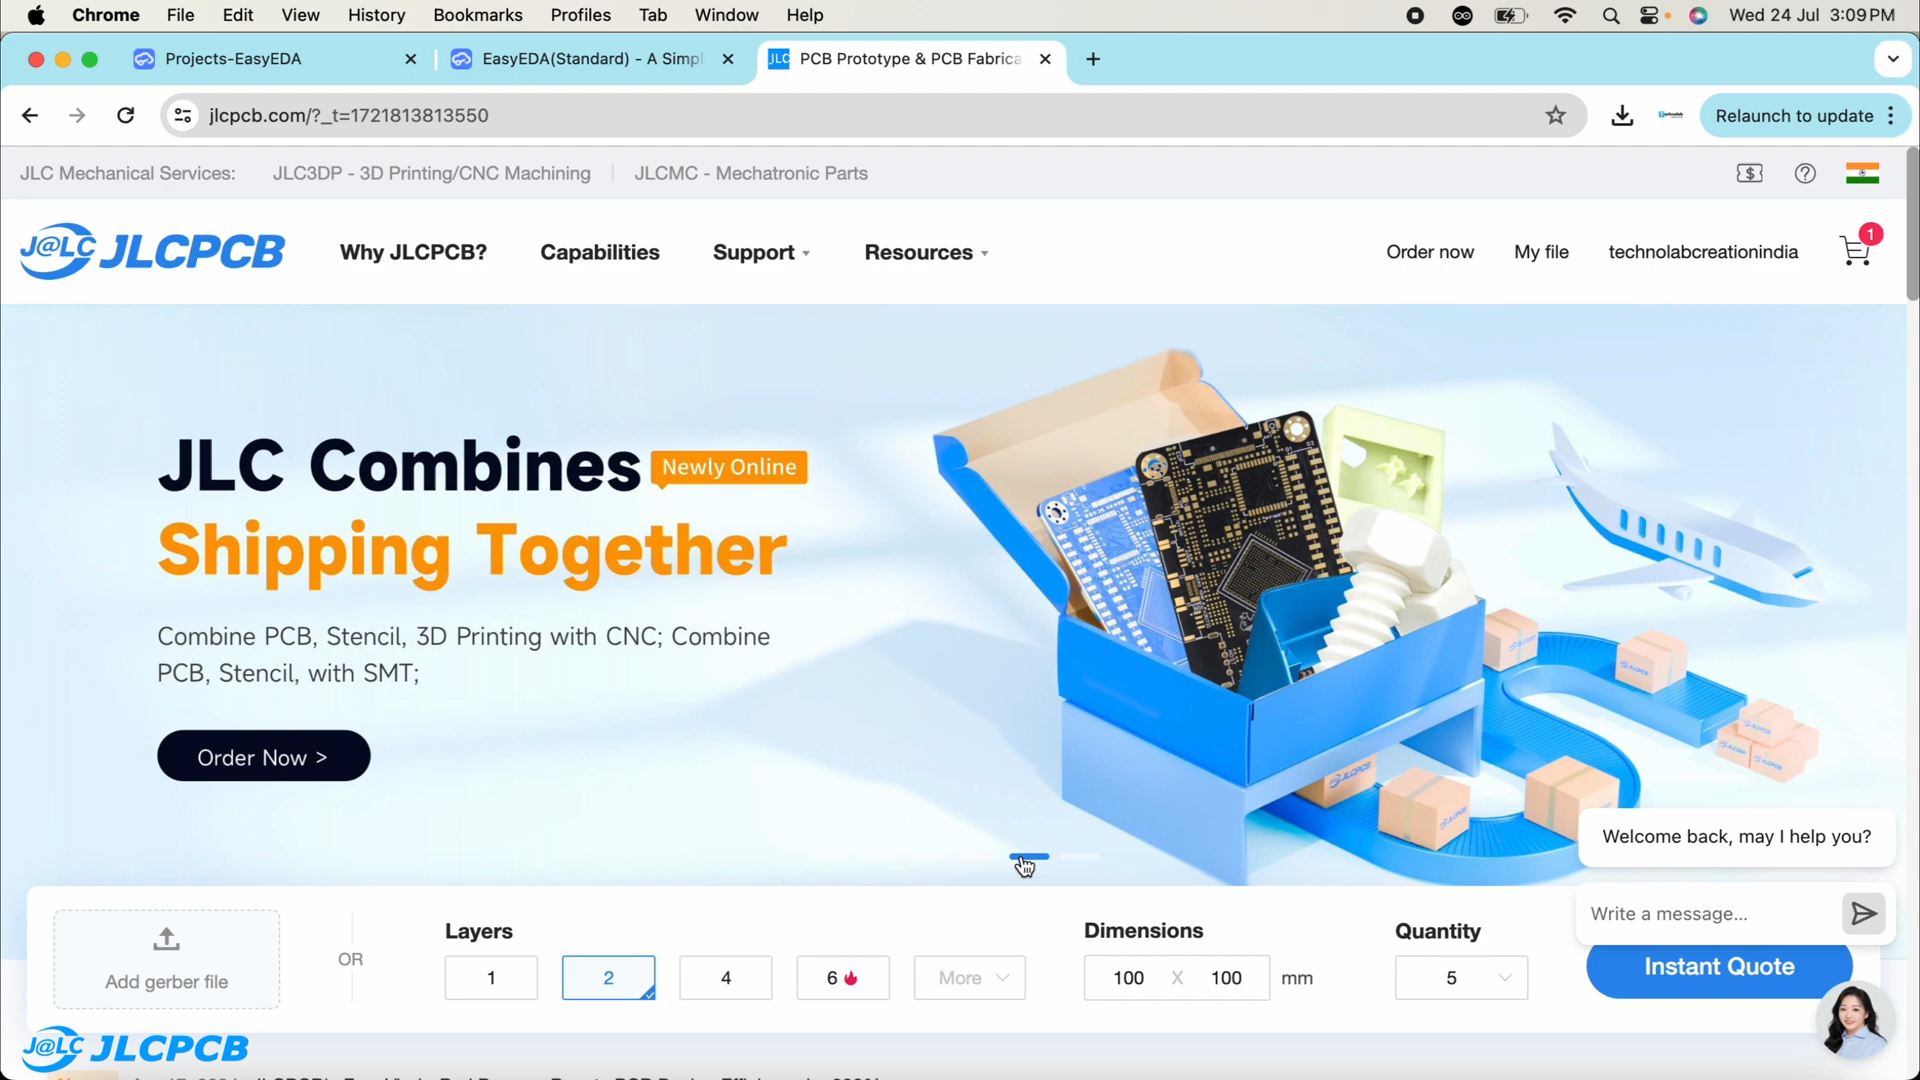 Chrome File Edit View History Bookmarks Profiles Tab Window Help Wed 24 Jul 3:09 PM
Projects-EasyEDA
EasyEDA(Standard) - A Simpl
JLC PCB Prototype & PCB Fabrica
jlcpcb.com/?_t=1721813813550
Relaunch to update
JLC Mechanical Services: JLC3DP - 3D Printing/CNC Machining JLCMC - Mechatronic Parts
J@LC JLCPCB
Why JLCPCB? Capabilities Support Resources
Order now My file technolabcreationindia 1
JLC Combines Newly Online
Shipping Together
Combine PCB, Stencil, 3D Printing with CNC; Combine
PCB, Stencil, with SMT;
Order Now >
Welcome back, may I help you?
Write a message...
Add gerber file
OR
Layers
1 2 4 6 More
Dimensions
100 X 100 mm
Quantity
5
Instant Quote
J@LC JLCPCB